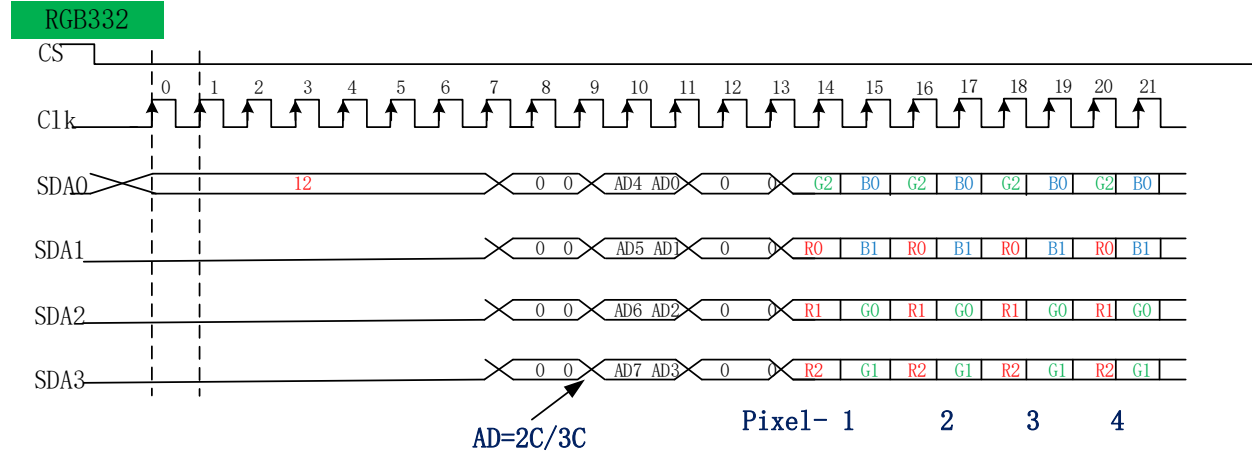 RGB332
CS
0 1 2 3 4 5 6 7 8 9 10 11 12 13 14 15 16 17 18 19 20 21
Clk
SDA0 12 0 0 AD4 AD0 0 0 G2 B0 G2 B0 G2 B0 G2 B0
SDA1 0 0 AD5 AD1 0 0 R0 B1 R0 B1 R0 B1 R0 B1
SDA2 0 0 AD6 AD2 0 0 R1 G0 R1 G0 R1 G0 R1 G0
SDA3 0 0 AD7 AD3 0 0 R2 G1 R2 G1 R2 G1 R2 G1
Pixel- 1 2 3 4
AD=2C/3C